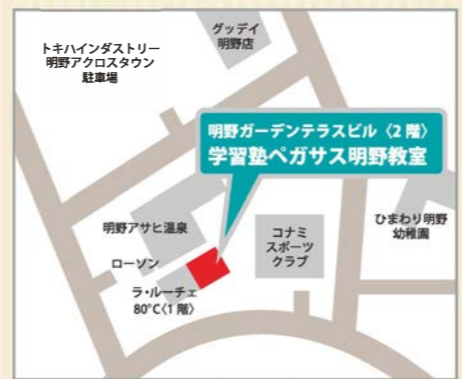 グッデイ
明野店
トキハインダストリー
明野アクロスタウン
駐車場
明野ガーデンテラスビル〈2階〉
学習塾ペガサス明野教室
明野アサヒ温泉
コナミ
スポーツ
クラブ
ひまわり明野
幼稚園
ローソン
ラ・ルーチェ
80℃〈1階〉